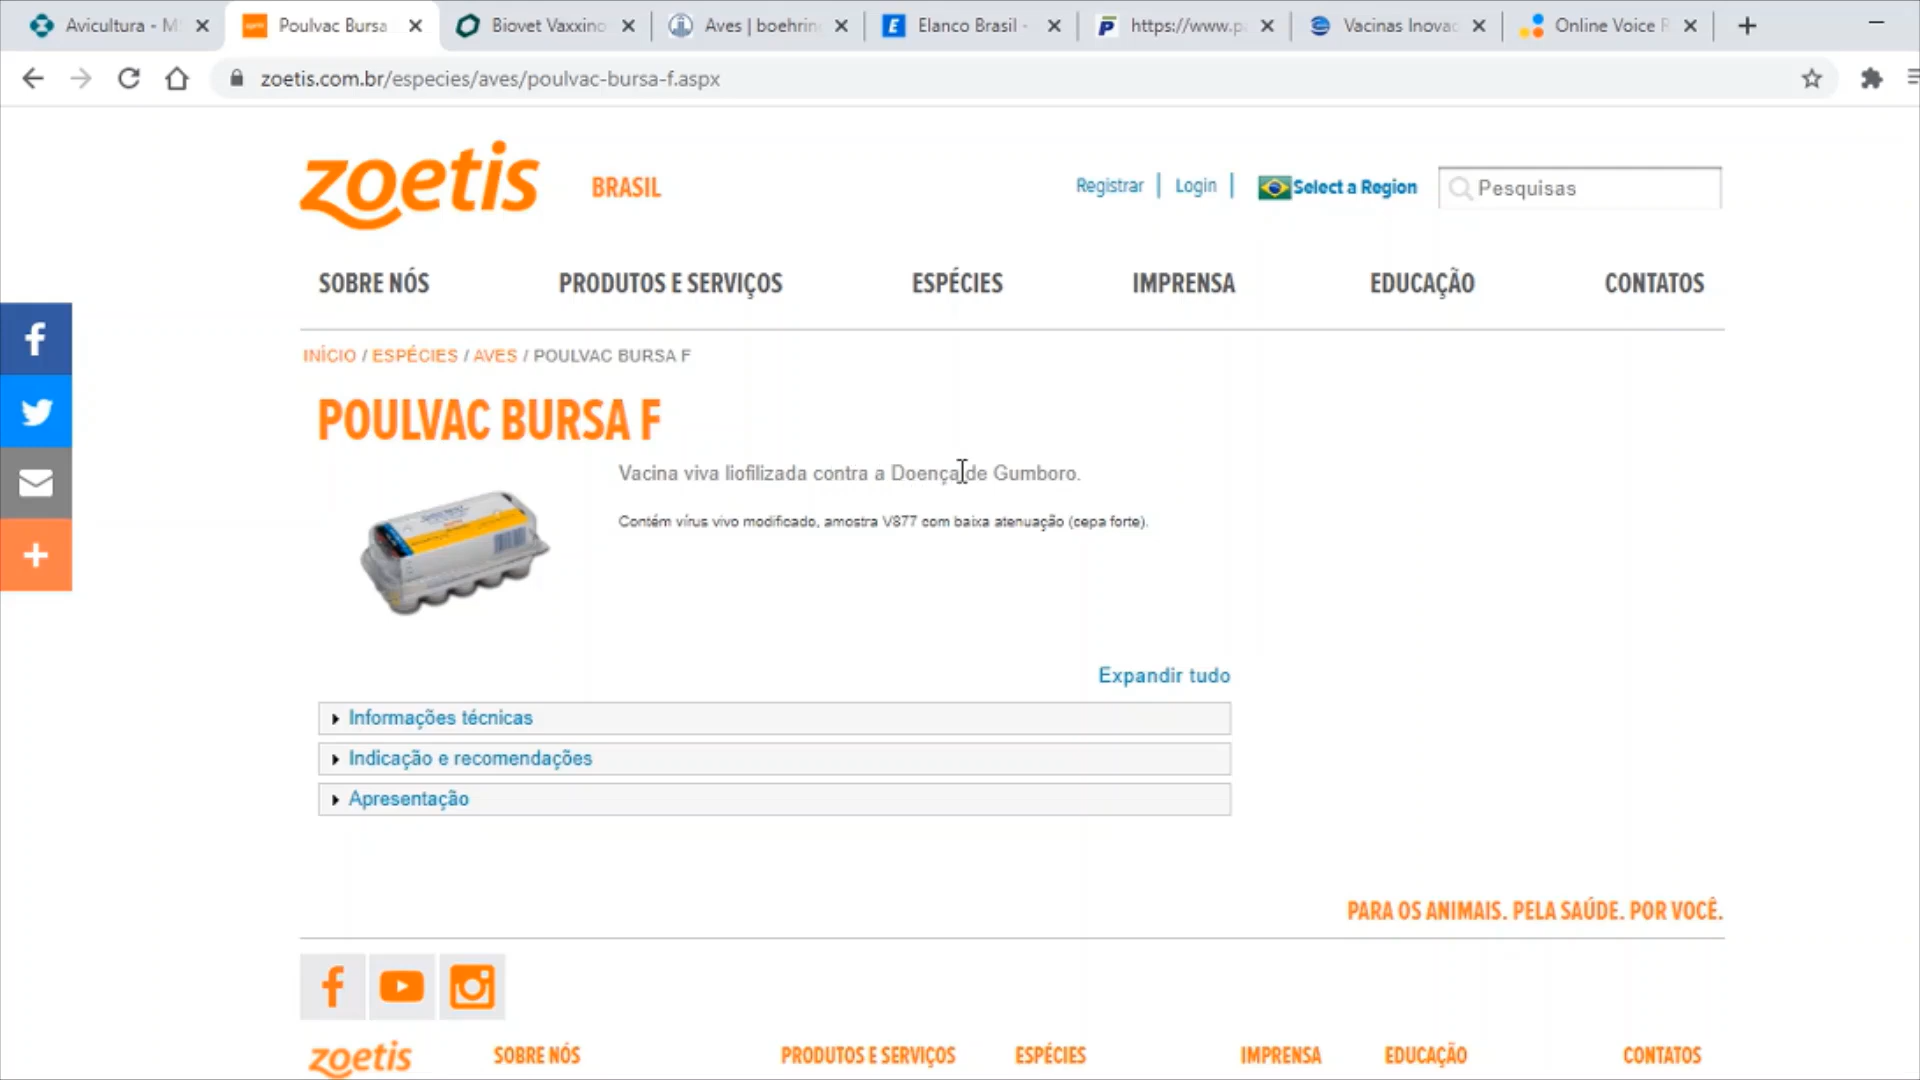 Avicultura - M
Poulvac Bursa
Biovet Vaxxino
Aves | boehrin
Elanco Brasil -
https://www.pa
Vacinas Inovac
Online Voice R
zoetis.com.br/especies/aves/poulvac-bursa-f.aspx
zoetis
BRASIL
Registrar | Login |
Select a Region
Pesquisas
SOBRE NÓS
PRODUTOS E SERVIÇOS
ESPÉCIES
IMPRENSA
EDUCAÇÃO
CONTATOS
INÍCIO / ESPÉCIES / AVES / POULVAC BURSA F
POULVAC BURSA F
Vacina viva liofilizada contra a Doença de Gumboro.
Contém vírus vivo modificado, amostra V877 com baixa atenuação (cepa forte).
Expandir tudo
Informações técnicas
Indicação e recomendações
Apresentação
PARA OS ANIMAIS. PELA SAÚDE. POR VOCÊ.
zoetis
SOBRE NÓS
PRODUTOS E SERVIÇOS
ESPÉCIES
IMPRENSA
EDUCAÇÃO
CONTATOS